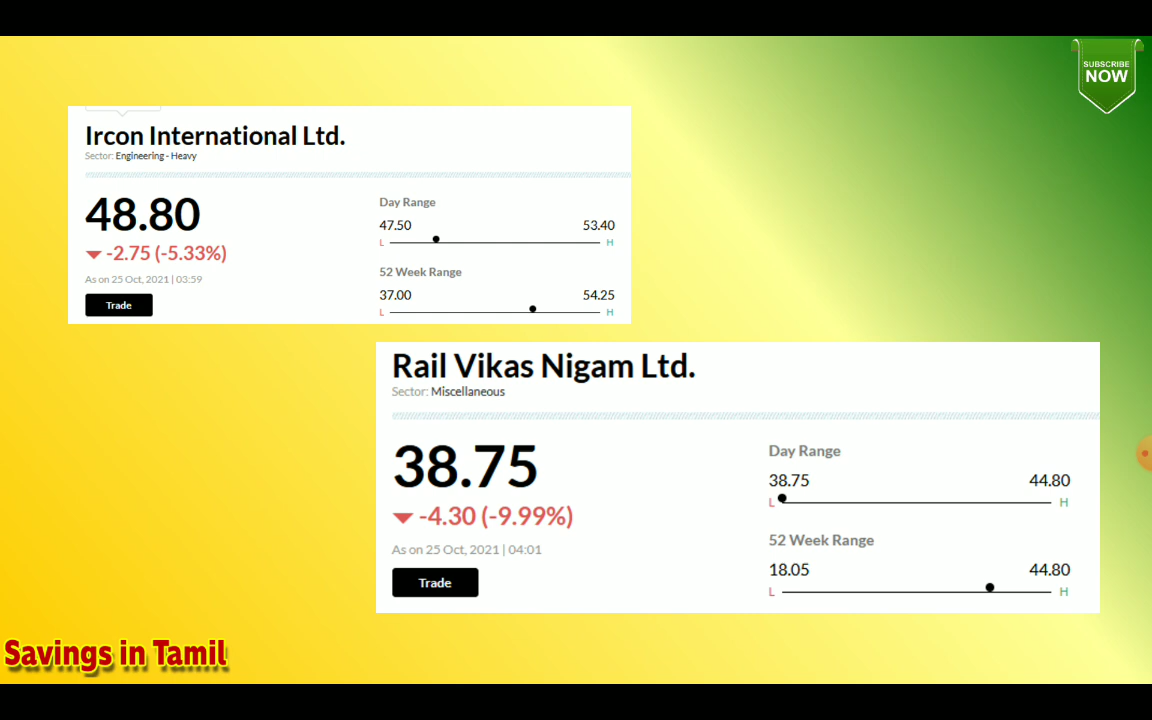 SUBSCRIBE
NOW
Ircon International Ltd.
Sector: Engineering - Heavy
48.80
-2.75 (-5.33%)
As on 25 Oct, 2021 | 03:59
Trade
Day Range
47.50 53.40
L H
52 Week Range
37.00 54.25
L H
Rail Vikas Nigam Ltd.
Sector: Miscellaneous
38.75
-4.30 (-9.99%)
As on 25 Oct, 2021 | 04:01
Trade
Day Range
38.75 44.80
L H
52 Week Range
18.05 44.80
L H
Savings in Tamil